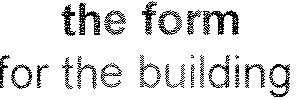 the form
for the building